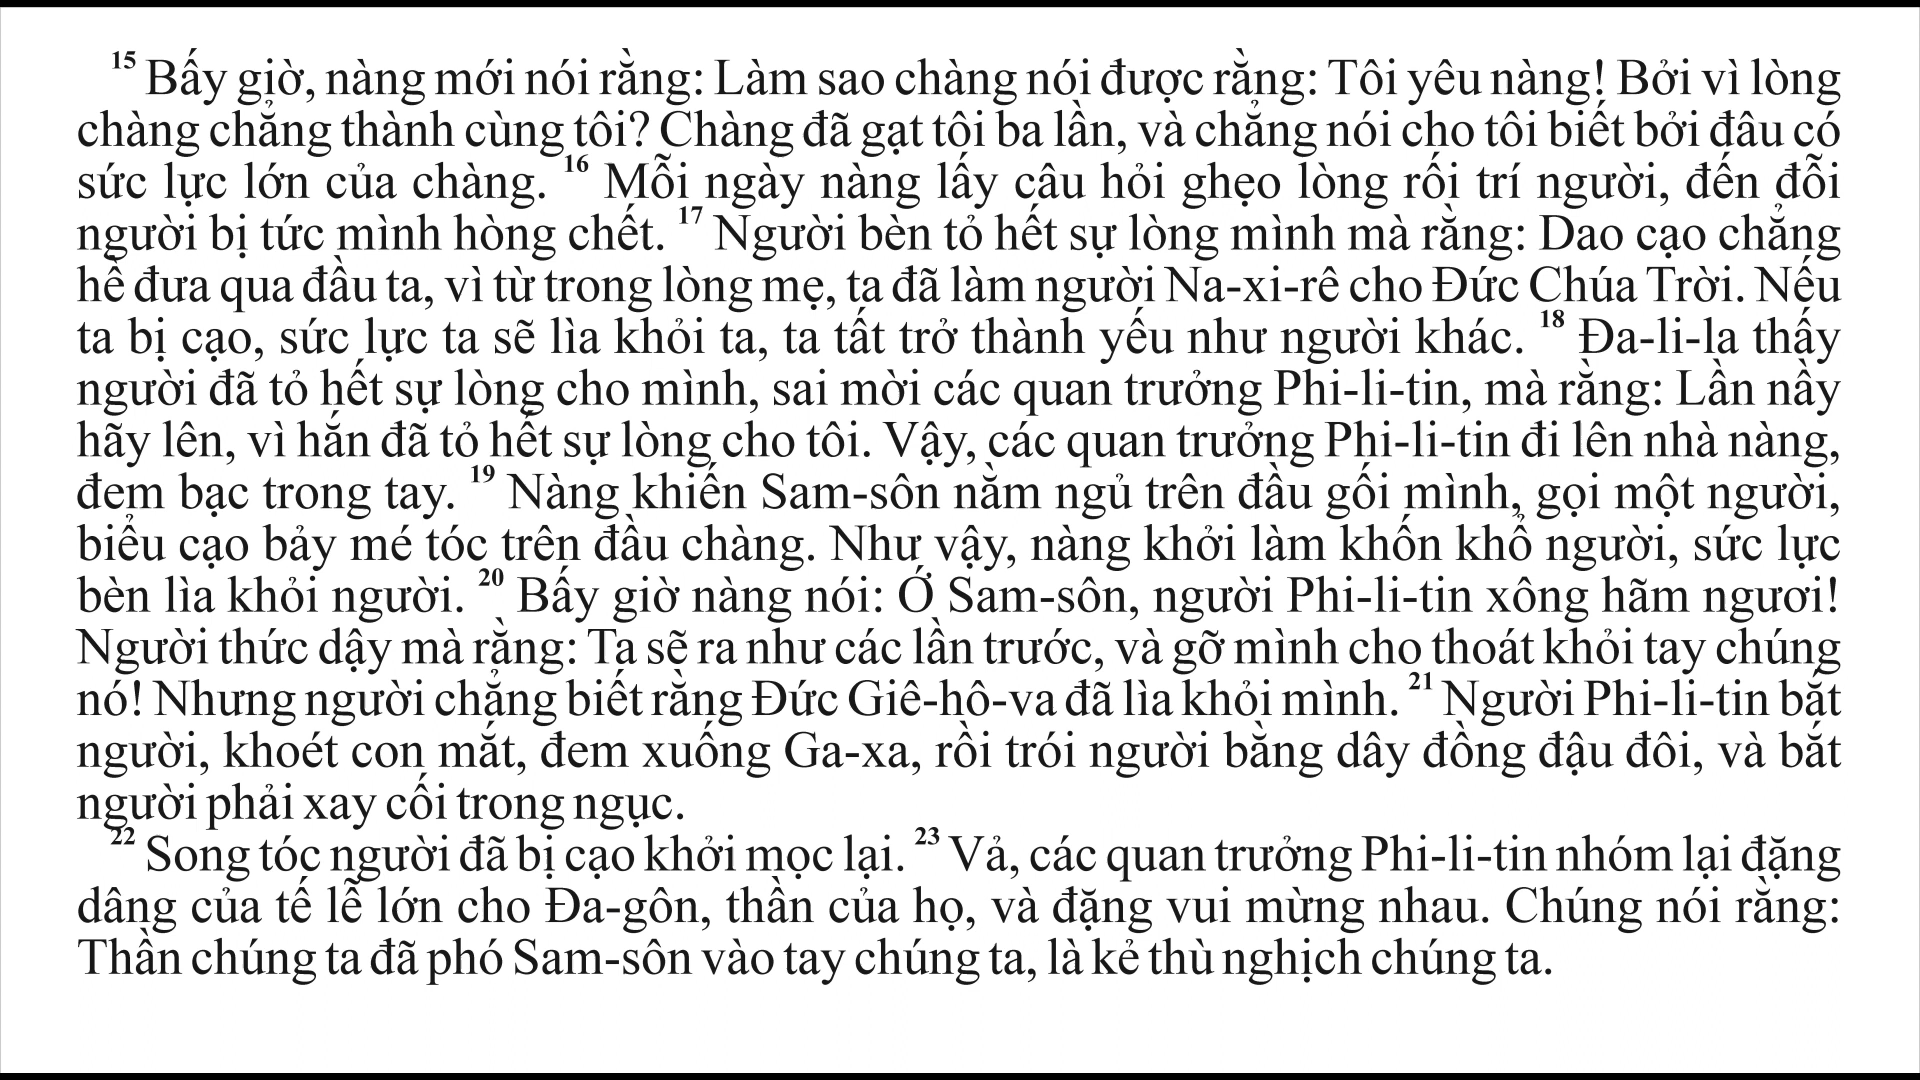 15 Bấy giờ, nàng mới nói rằng: Làm sao chàng nói được rằng: Tôi yêu nàng! Bởi vì lòng
chàng chẳng thành cùng tôi? Chàng đã gạt tôi ba lần, và chẳng nói cho tôi biết bởi đâu có
sức lực lớn của chàng. 16 Mỗi ngày nàng lấy câu hỏi ghẹo lòng rối trí người, đến đỗi
người bị tức mình hòng chết. 17 Người bèn tỏ hết sự lòng mình mà rằng: Dao cạo chẳng
hề đưa qua đầu ta, vì từ trong lòng mẹ, ta đã làm người Na-xi-rê cho Đức Chúa Trời. Nếu
ta bị cạo, sức lực ta sẽ lìa khỏi ta, ta tất trở thành yếu như người khác. 18 Đa-li-la thấy
người đã tỏ hết sự lòng cho mình, sai mời các quan trưởng Phi-li-tin, mà rằng: Lần nầy
hãy lên, vì hắn đã tỏ hết sự lòng cho tôi. Vậy, các quan trưởng Phi-li-tin đi lên nhà nàng,
đem bạc trong tay. 19 Nàng khiến Sam-sôn nằm ngủ trên đầu gối mình, gọi một người,
biểu cạo bảy mé tóc trên đầu chàng. Như vậy, nàng khởi làm khốn khổ người, sức lực
bèn lìa khỏi người. 20 Bấy giờ nàng nói: Ớ Sam-sôn, người Phi-li-tin xông hãm ngươi!
Người thức dậy mà rằng: Ta sẽ ra như các lần trước, và gỡ mình cho thoát khỏi tay chúng
nó! Nhưng người chẳng biết rằng Đức Giê-hô-va đã lìa khỏi mình. 21 Người Phi-li-tin bắt
người, khoét con mắt, đem xuống Ga-xa, rồi trói người bằng dây đồng đậu đôi, và bắt
người phải xay cối trong ngục.
22 Song tóc người đã bị cạo khởi mọc lại. 23 Vả, các quan trưởng Phi-li-tin nhóm lại đặng
dâng của tế lễ lớn cho Đa-gôn, thần của họ, và đặng vui mừng nhau. Chúng nói rằng:
Thần chúng ta đã phó Sam-sôn vào tay chúng ta, là kẻ thù nghịch chúng ta.